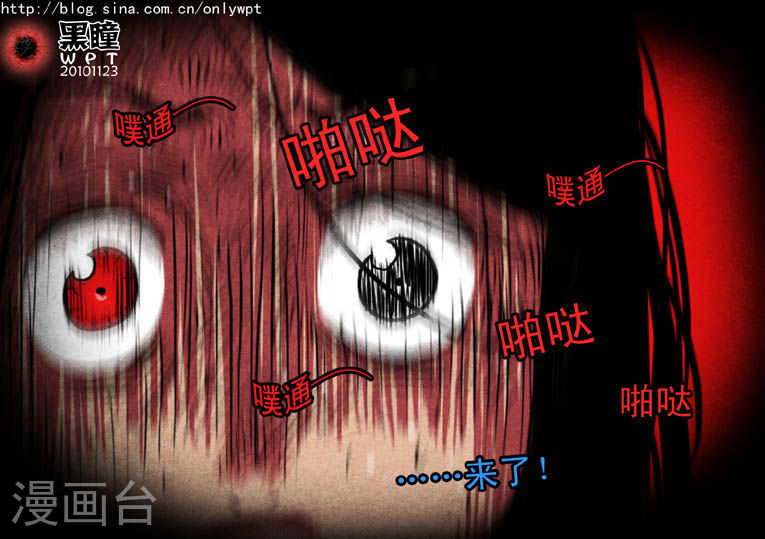 http://blog.sina.com.cn/onlywpt
黑瞳
WPT
20101123
噗通
啪哒
噗通
啪哒
噗通
啪哒
……来了!
漫画台